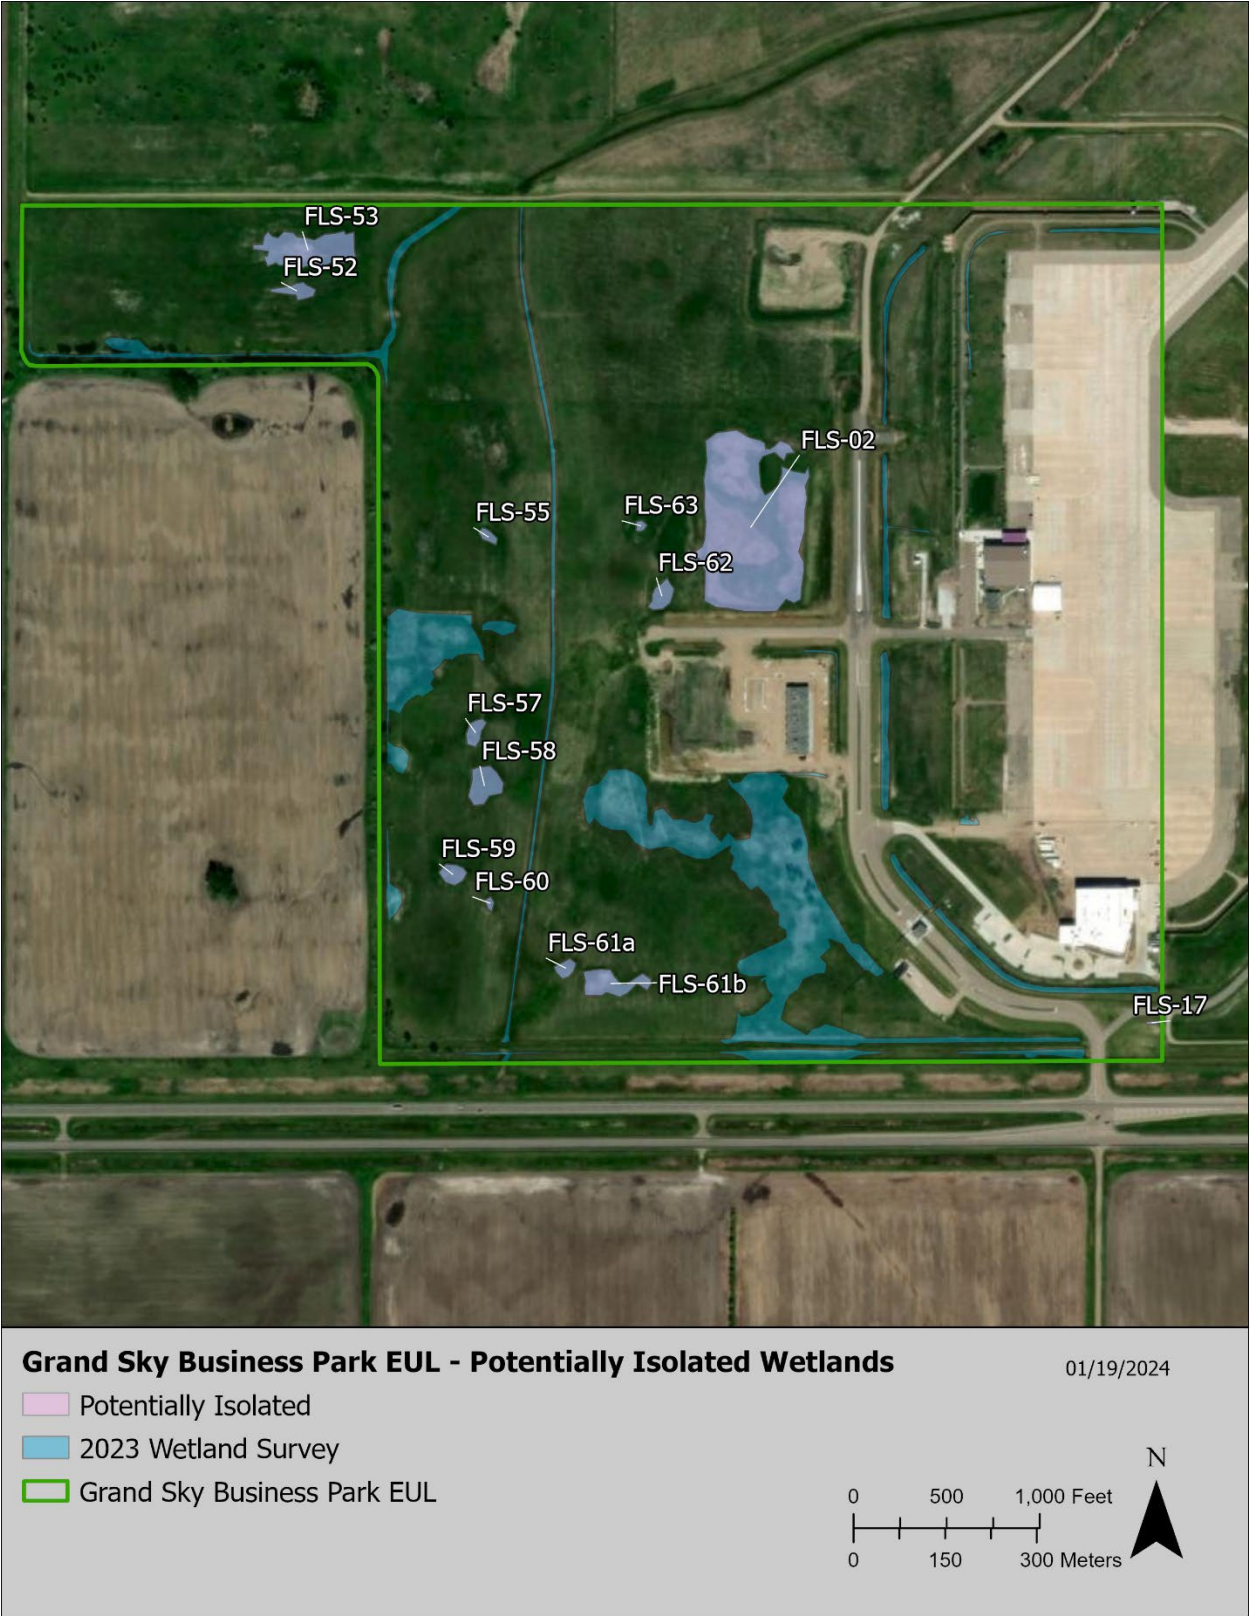 FLS-53
FLS-52
FLS-02
FLS-63
FLS-55
FLS-62
FLS-57
FLS-58
FLS-59
FLS-60
FLS-61a
FLS-61b
FLS-17
Grand Sky Business Park EUL - Potentially Isolated Wetlands
01/19/2024
Potentially Isolated
2023 Wetland Survey
Grand Sky Business Park EUL
N
0 500 1,000 Feet
0 150 300 Meters